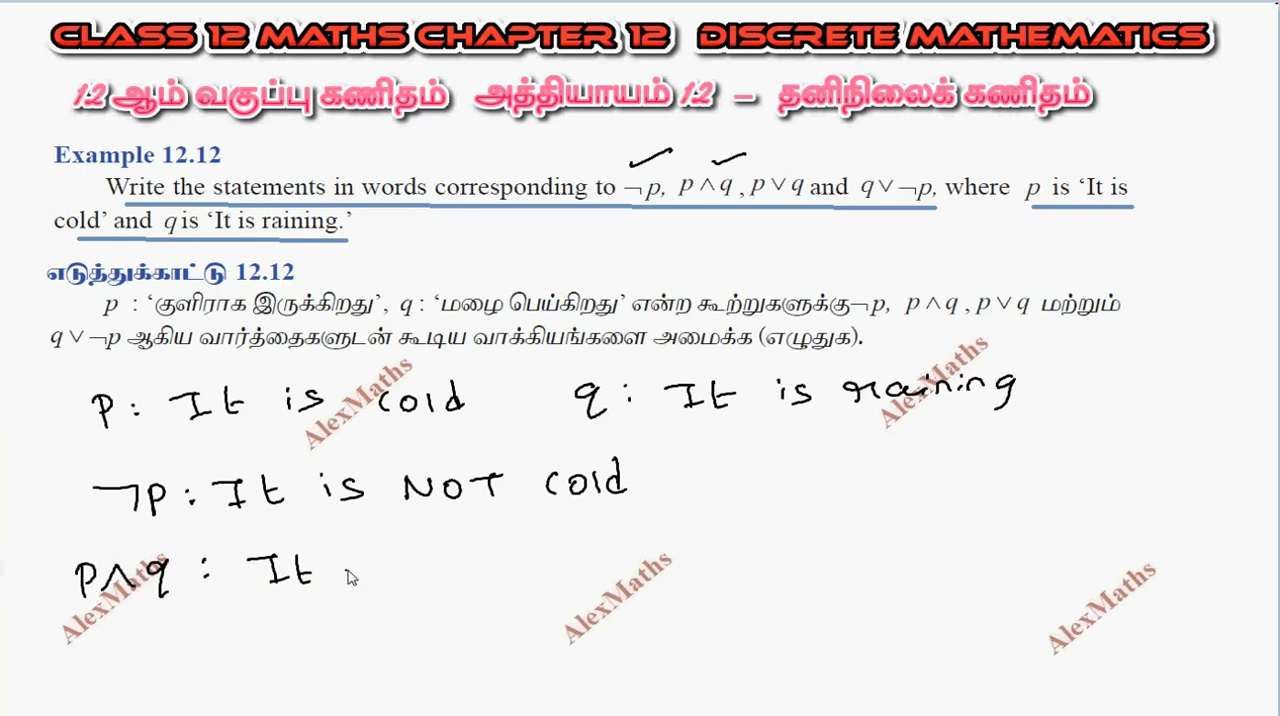 CLASS 12 MATHS CHAPTER 12 DISCRETE MATHEMATICS
12 ஆம் வகுப்பு கணிதம் அத்தியாயம் 12 – தனிநிலைக் கணிதம்
Example 12.12
Write the statements in words corresponding to ¬p, p ∧ q , p ∨ q and q ∨ ¬p, where p is ‘It is
cold’ and q is ‘It is raining.’
எடுத்துக்காட்டு 12.12
p : ‘குளிராக இருக்கிறது’, q : ‘மழை பெய்கிறது’ என்ற கூற்றுகளுக்கு¬p, p ∧ q , p ∨ q மற்றும்
q ∨ ¬p ஆகிய வார்த்தைகளுடன் கூடிய வாக்கியங்களை அமைக்க (எழுதுக).
p : It is cold q : It is raining
¬p : It is NOT cold
p∧q : It
AlexMaths
AlexMaths
AlexMaths
AlexMaths
AlexMaths